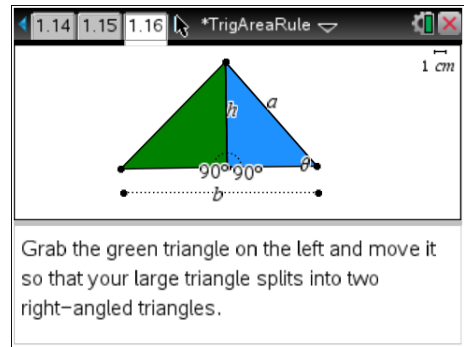 1.14 1.15 1.16 *TrigAreaRule
1 cm
h a
90° 90° θ
b
Grab the green triangle on the left and move it
so that your large triangle splits into two
right-angled triangles.